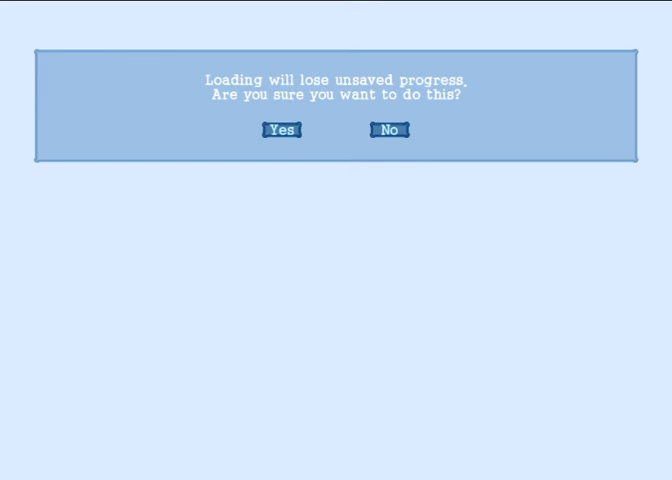 Loading will lose unsaved progress.
Are you sure you want to do this?
Yes No